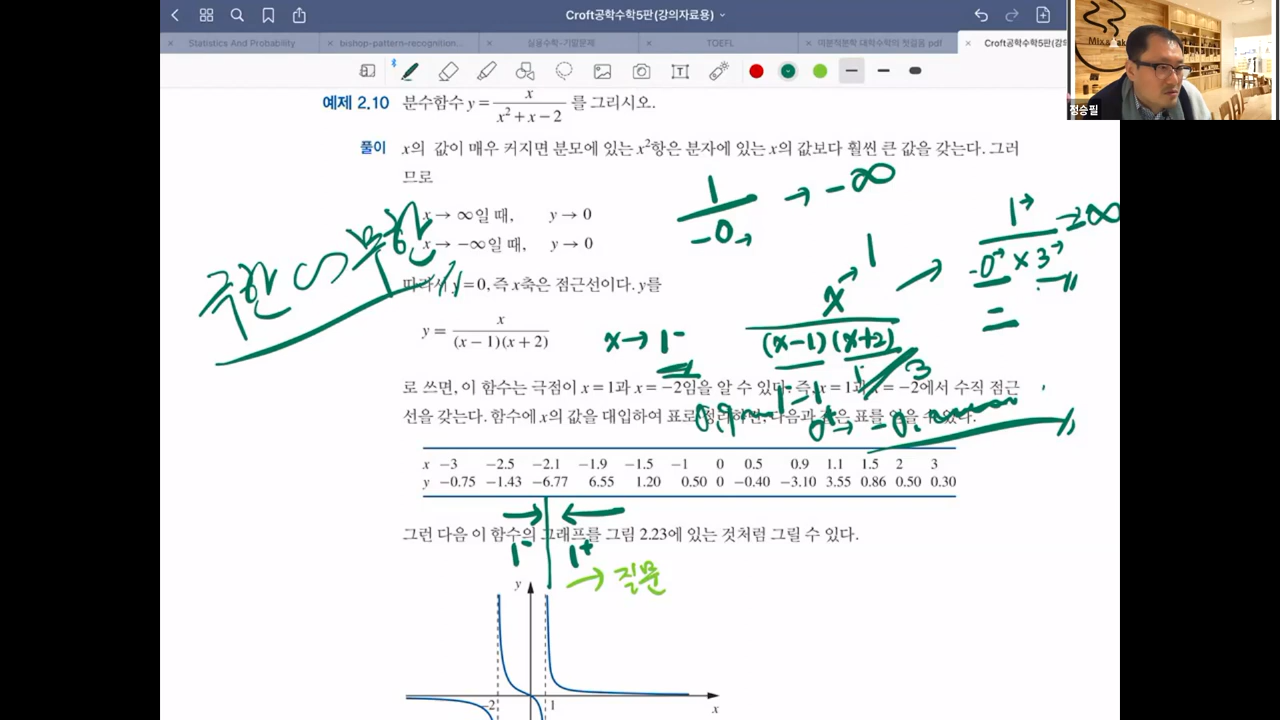 Croft공학수학5판(강의자료용)
Statistics And Probability
bishop-pattern-recognition...
실용수학-기말문제
TOEFL
미분적분학 대학수학의 첫걸음.pdf
Croft공학수학5판(강의
정승필
예제 2.10 분수함수 y = x / (x² + x − 2) 를 그리시오.
풀이 x의 값이 매우 커지면 분모에 있는 x²항은 분자에 있는 x의 값보다 훨씬 큰 값을 갖는다. 그러
므로
x → ∞일 때, y → 0
x → −∞일 때, y → 0
따라서 y = 0, 즉 x축은 점근선이다. y를
y = x / (x − 1)(x + 2)
로 쓰면, 이 함수는 극점이 x = 1과 x = −2임을 알 수 있다. 즉, x = 1과 x = −2에서 수직 점근
선을 갖는다. 함수에 x의 값을 대입하여 표로 정리하면, 다음과 같은 표를 얻을 수 있다.
x −3 −2.5 −2.1 −1.9 −1.5 −1 0 0.5 0.9 1.1 1.5 2 3
y −0.75 −1.43 −6.77 6.55 1.20 0.50 0 −0.40 −3.10 3.55 0.86 0.50 0.30
그런 다음 이 함수의 그래프를 그림 2.23에 있는 것처럼 그릴 수 있다.
극한 ∽ 무한
1 / −0 → −∞
x → 1⁻
x → 1
(x−1)(x+2)
1 3
→ 1 / −0 × 3
=
0.9
1⁻ 1⁺
→ 질문
y
−2 1 x